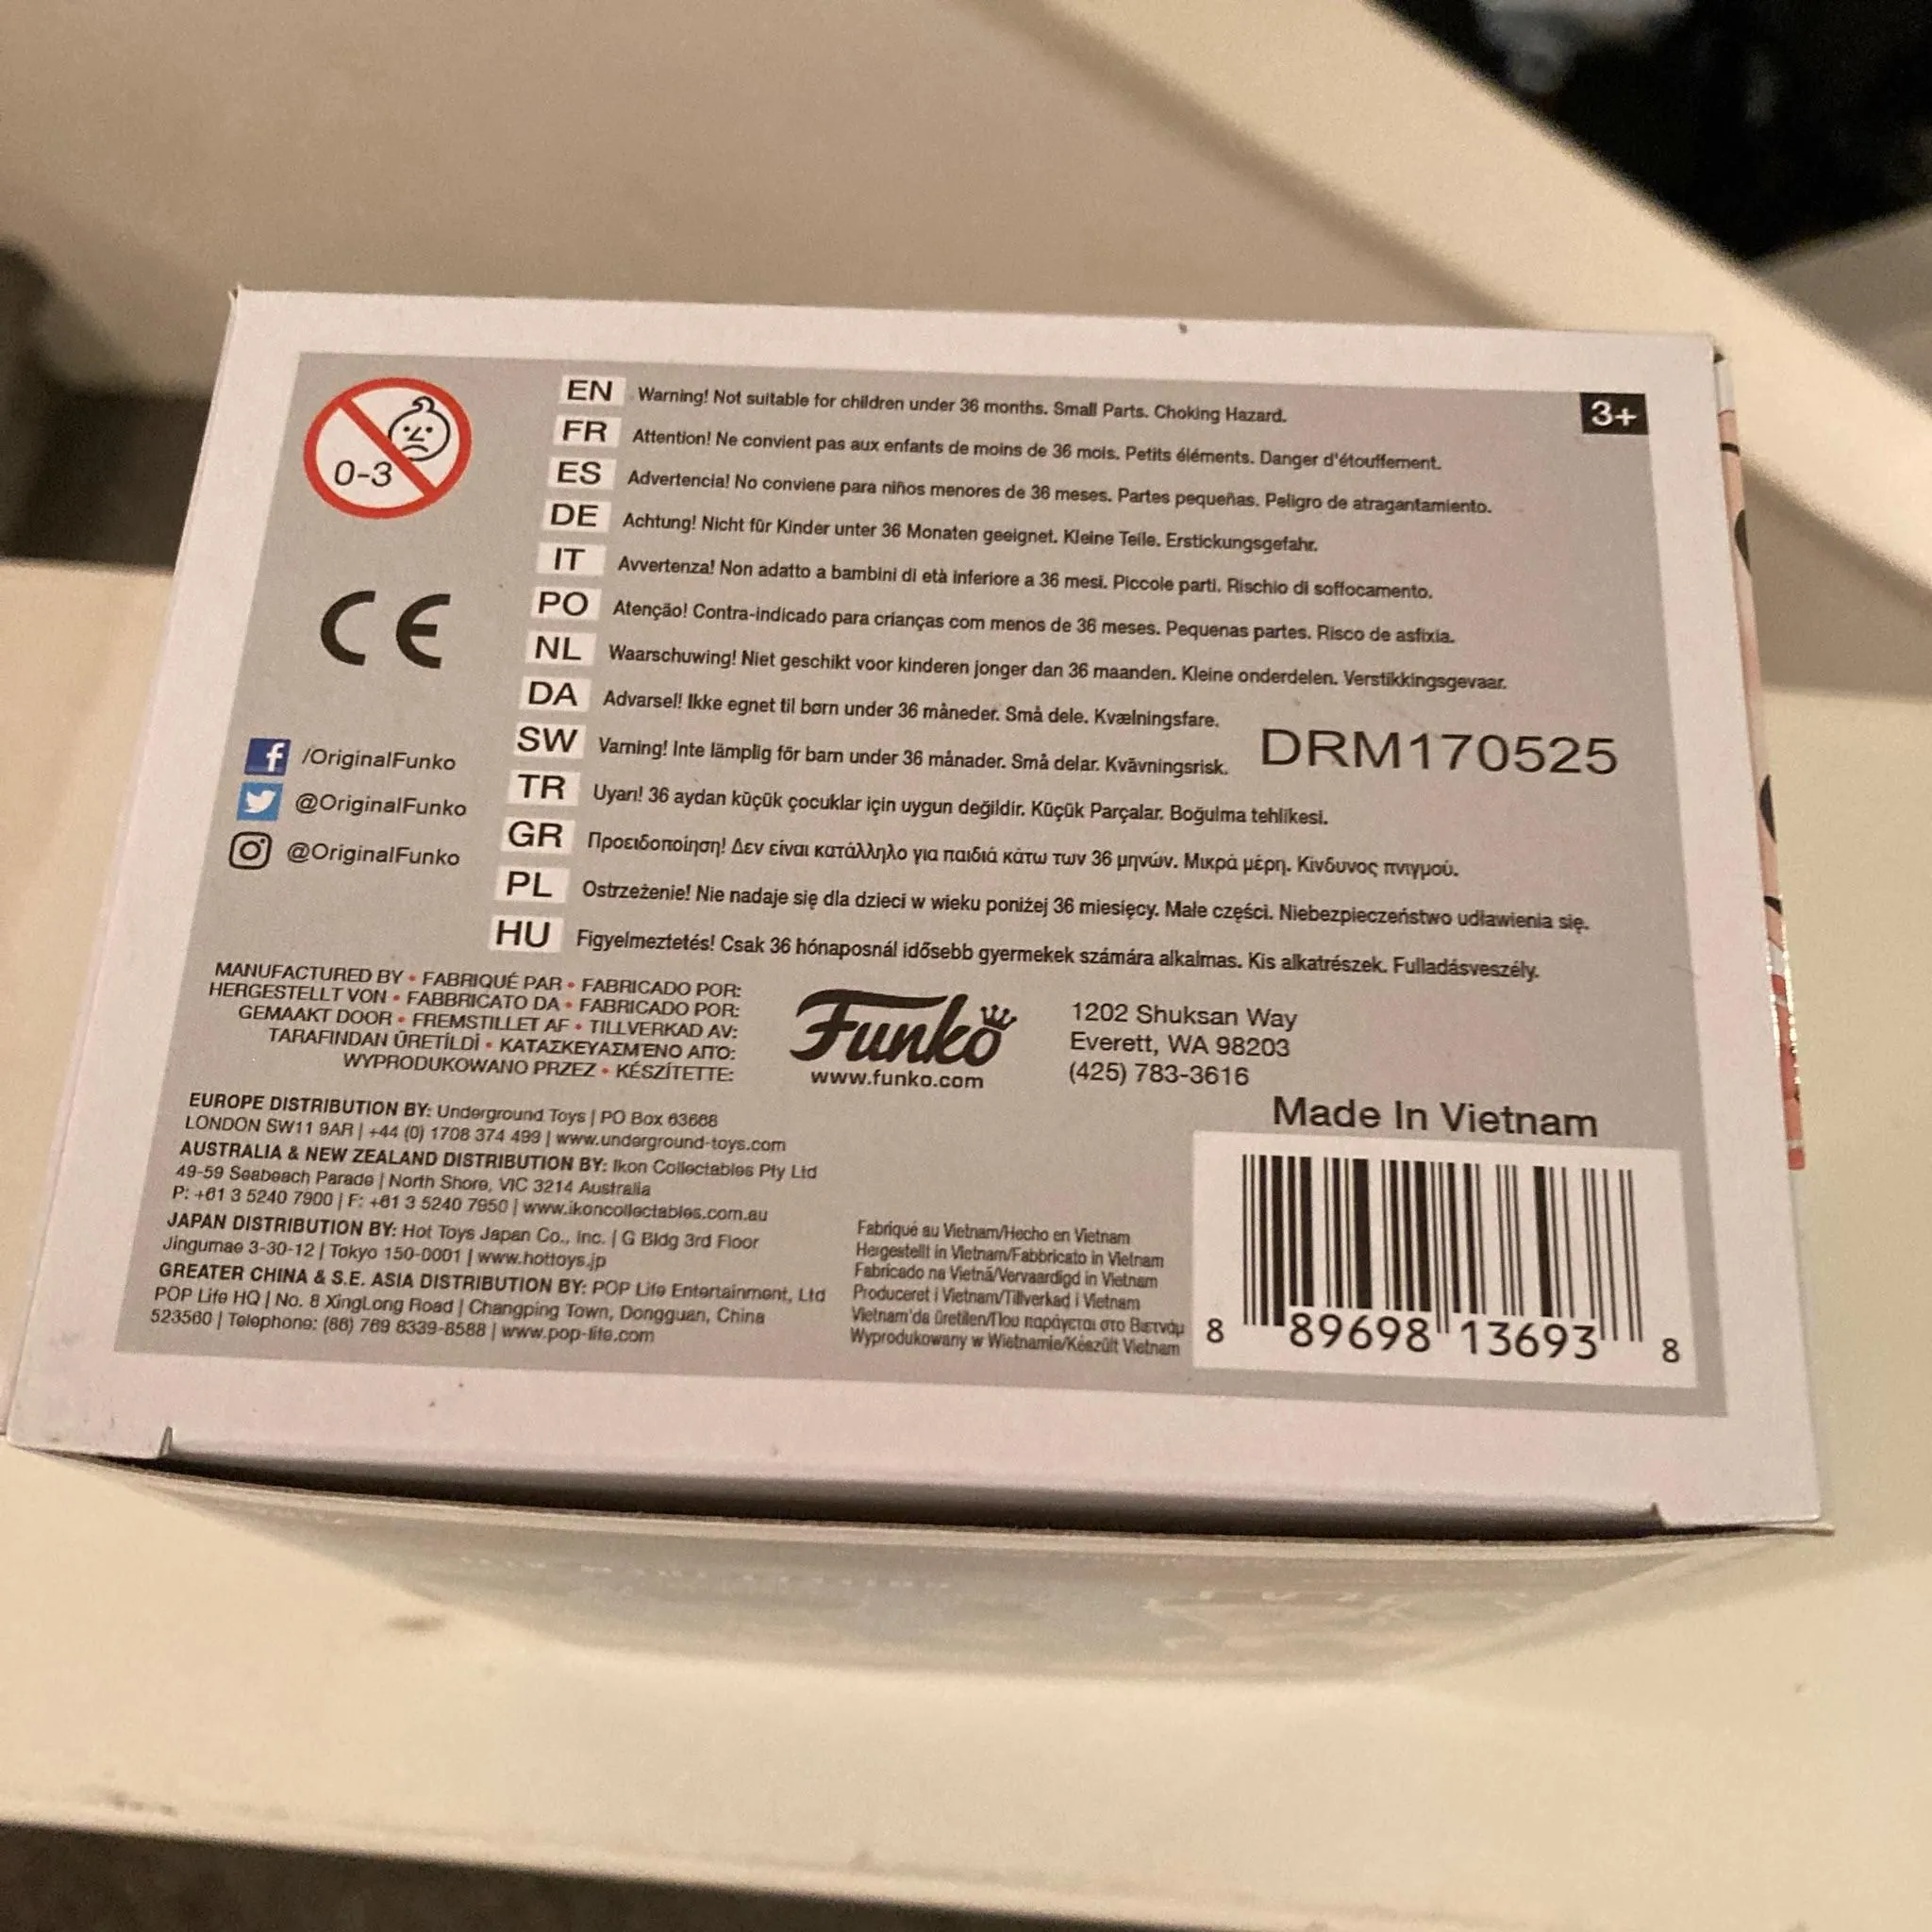 0-3
EN Warning! Not suitable for children under 36 months. Small Parts. Choking Hazard.
3+
FR Attention! Ne convient pas aux enfants de moins de 36 mois. Petits éléments. Danger d'étouffement.
ES Advertencia! No conviene para niños menores de 36 meses. Partes pequeñas. Peligro de atragantamiento.
DE Achtung! Nicht für Kinder unter 36 Monaten geeignet. Kleine Teile. Erstickungsgefahr.
IT Avvertenza! Non adatto a bambini di età inferiore a 36 mesi. Piccole parti. Rischio di soffocamento.
PO Atenção! Contra-indicado para crianças com menos de 36 meses. Pequenas partes. Risco de asfixia.
NL Waarschuwing! Niet geschikt voor kinderen jonger dan 36 maanden. Kleine onderdelen. Verstikkingsgevaar.
DA Advarsel! Ikke egnet til børn under 36 måneder. Små dele. Kvælningsfare.
SW Varning! Inte lämplig för barn under 36 månader. Små delar. Kvävningsrisk.
TR Uyarı! 36 aydan küçük çocuklar için uygun değildir. Küçük Parçalar. Boğulma tehlikesi.
GR Προειδοποίηση! Δεν είναι κατάλληλο για παιδιά κάτω των 36 μηνών. Μικρά μέρη. Κίνδυνος πνιγμού.
PL Ostrzeżenie! Nie nadaje się dla dzieci w wieku poniżej 36 miesięcy. Małe części. Niebezpieczeństwo udławienia się.
HU Figyelmeztetés! Csak 36 hónaposnál idősebb gyermekek számára alkalmas. Kis alkatrészek. Fulladásveszély.
DRM170525
CE
/OriginalFunko
@OriginalFunko
@OriginalFunko
MANUFACTURED BY • FABRIQUÉ PAR • FABRICADO POR:
HERGESTELLT VON • FABBRICATO DA • FABRICADO POR:
GEMAAKT DOOR • FREMSTILLET AF • TILLVERKAD AV:
TARAFINDAN ÜRETİLDİ • ΚΑΤΑΣΚΕΥΑΣΜΈΝΟ ΑΠΌ:
WYPRODUKOWANO PRZEZ • KÉSZÍTETTE:
Funko
www.funko.com
1202 Shuksan Way
Everett, WA 98203
(425) 783-3616
EUROPE DISTRIBUTION BY: Underground Toys | PO Box 63668
LONDON SW11 9AR | +44 (0) 1708 374 499 | www.underground-toys.com
AUSTRALIA & NEW ZEALAND DISTRIBUTION BY: Ikon Collectables Pty Ltd
49-59 Seabeach Parade | North Shore, VIC 3214 Australia
P: +61 3 5240 7900 | F: +61 3 5240 7950 | www.ikoncollectables.com.au
JAPAN DISTRIBUTION BY: Hot Toys Japan Co., Inc. | G Bldg 3rd Floor
Jingumae 3-30-12 | Tokyo 150-0001 | www.hottoys.jp
GREATER CHINA & S.E. ASIA DISTRIBUTION BY: POP Life Entertainment, Ltd
POP Life HQ | No. 8 XingLong Road | Changping Town, Dongguan, China
523560 | Telephone: (86) 769 8339-8588 | www.pop-life.com
Fabriqué au Vietnam/Hecho en Vietnam
Hergestellt in Vietnam/Fabbricato in Vietnam
Fabricado na Vietnã/Vervaardigd in Vietnam
Produceret i Vietnam/Tillverkad i Vietnam
Vietnam'da üretilen/Που παράγεται στο Βιετνάμ
Wyprodukowany w Wietnamie/Készült Vietnam
Made In Vietnam
8 89698 13693 8